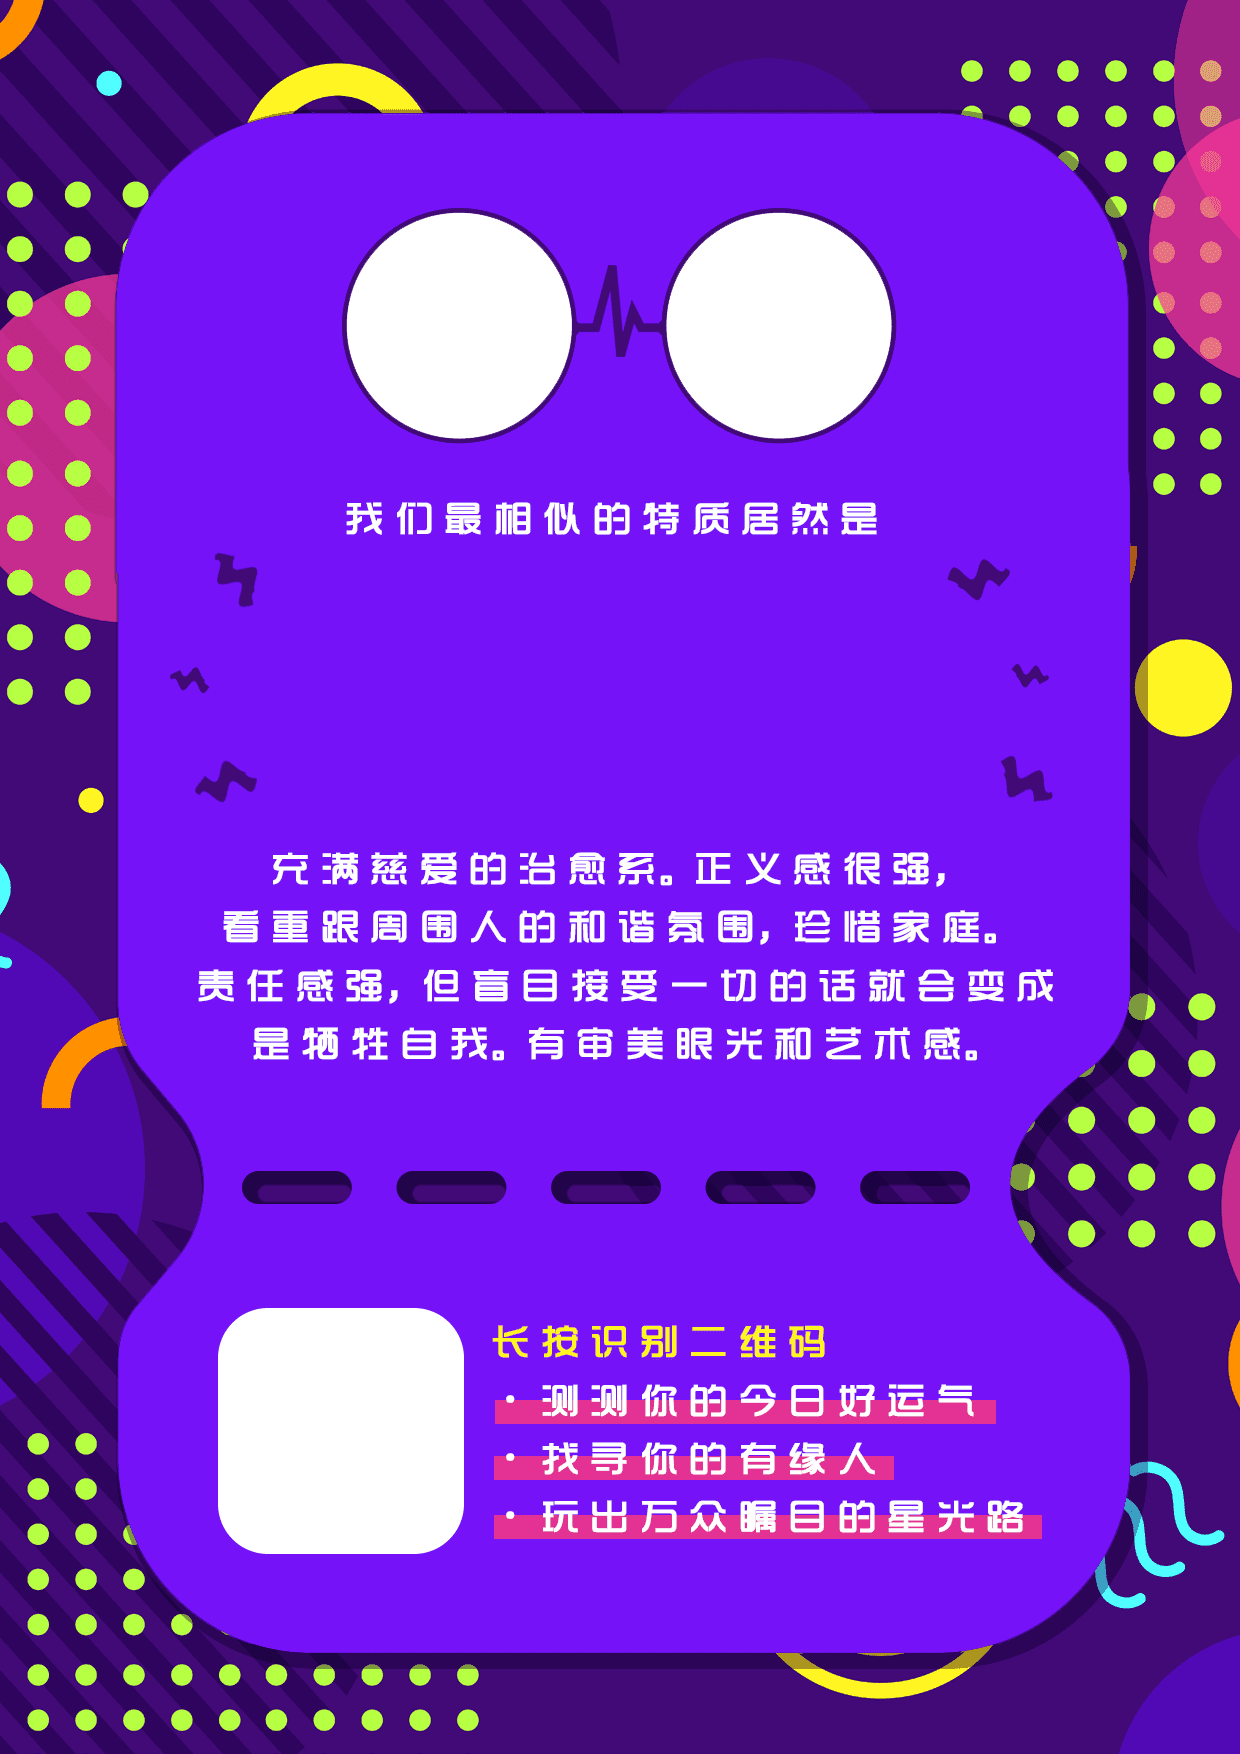 我们最相似的特质居然是
充满慈爱的治愈系。正义感很强，
看重跟周围人的和谐氛围，珍惜家庭。
责任感强，但盲目接受一切的话就会变成
是牺牲自我。有审美眼光和艺术感。
长按识别二维码
·测测你的今日好运气
·找寻你的有缘人
·玩出万众瞩目的星光路